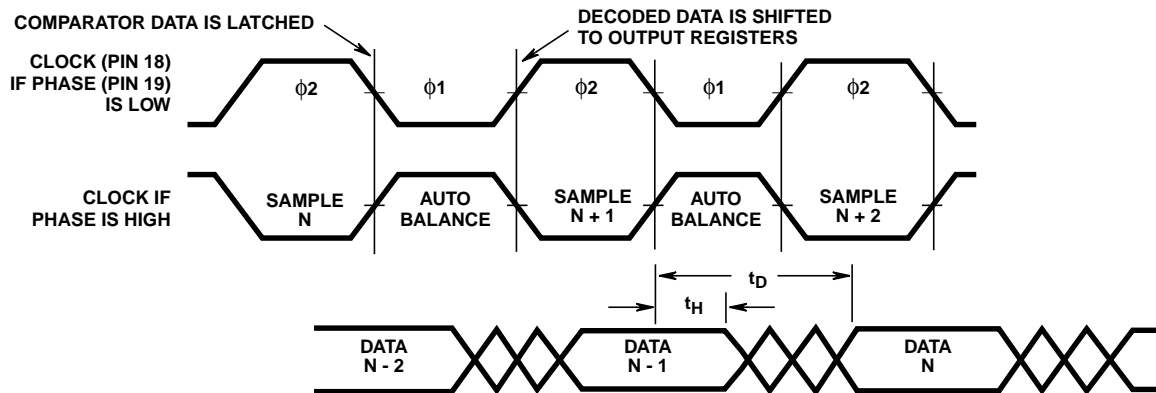 COMPARATOR DATA IS LATCHED
DECODED DATA IS SHIFTED
TO OUTPUT REGISTERS
CLOCK (PIN 18)
IF PHASE (PIN 19)
IS LOW
ϕ2
ϕ1
ϕ2
ϕ1
ϕ2
CLOCK IF
PHASE IS HIGH
SAMPLE
N
AUTO
BALANCE
SAMPLE
N + 1
AUTO
BALANCE
SAMPLE
N + 2
tD
tH
DATA
N - 2
DATA
N - 1
DATA
N